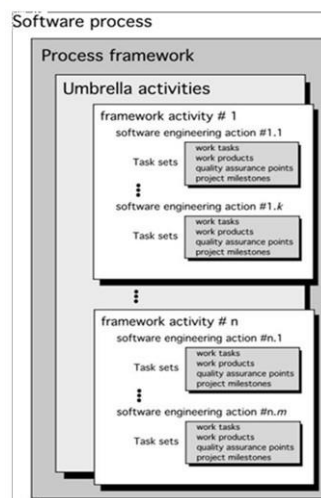 Software process
Process framework
Umbrella activities
framework activity # 1
software engineering action #1.1
Task sets
work tasks
work products
quality assurance points
project milestones
software engineering action #1.k
Task sets
work tasks
work products
quality assurance points
project milestones
framework activity # n
software engineering action #n.1
Task sets
work tasks
work products
quality assurance points
project milestones
software engineering action #n.m
Task sets
work tasks
work products
quality assurance points
project milestones